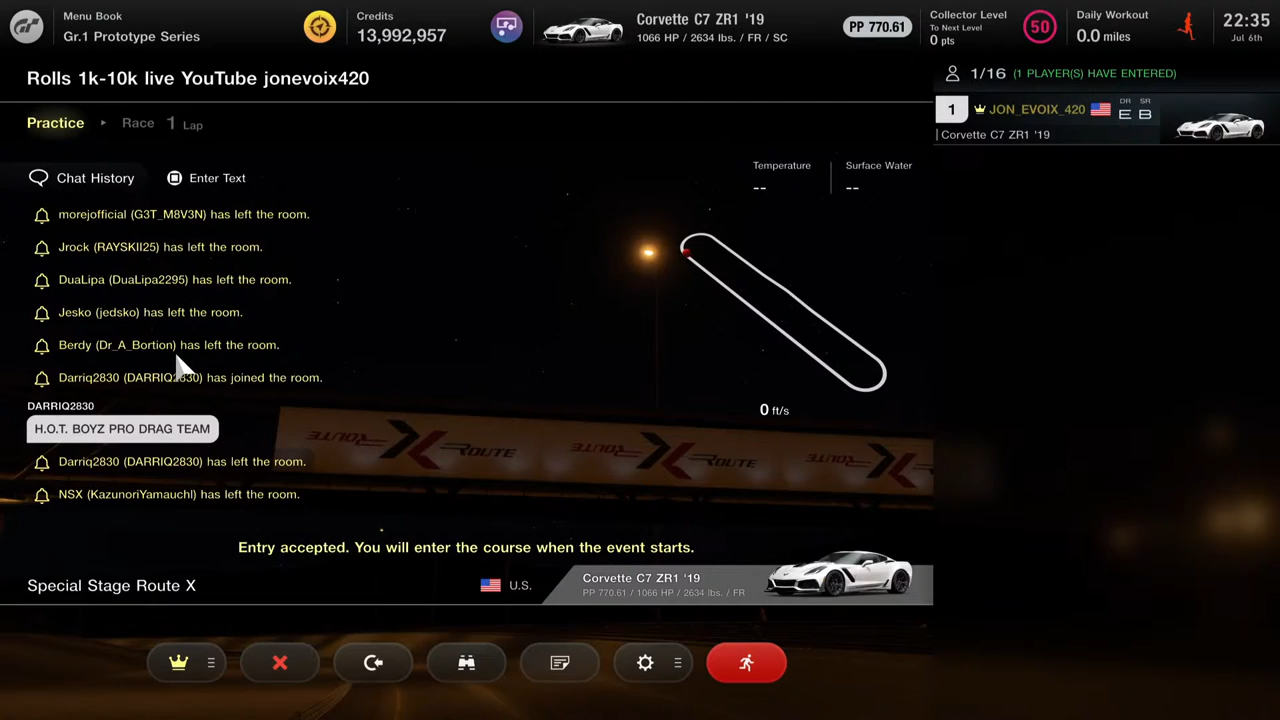 Menu Book
Gr.1 Prototype Series
Credits
13,992,957
Corvette C7 ZR1 '19
1066 HP / 2634 lbs. / FR / SC
PP 770.61
Collector Level
To Next Level
0 pts
50
Daily Workout
0.0 miles
22:35
Jul 6th
Rolls 1k-10k live YouTube jonevoix420
1/16 (1 PLAYER(S) HAVE ENTERED)
1
JON_EVOIX_420
DR
E
SR
B
Corvette C7 ZR1 '19
Practice
Race 1 Lap
Chat History
Enter Text
Temperature
--
Surface Water
--
morejofficial (G3T_M8V3N) has left the room.
Jrock (RAYSKII25) has left the room.
DuaLipa (DuaLipa2295) has left the room.
Jesko (jedsko) has left the room.
Berdy (Dr_A_Bortion) has left the room.
Darriq2830 (DARRIQ2830) has joined the room.
DARRIQ2830
H.O.T. BOYZ PRO DRAG TEAM
Darriq2830 (DARRIQ2830) has left the room.
NSX (KazunoriYamauchI) has left the room.
0 ft/s
ROUTE X ROUTE X ROUTE X
Entry accepted. You will enter the course when the event starts.
Special Stage Route X
U.S.
Corvette C7 ZR1 '19
PP 770.61 / 1066 HP / 2634 lbs. / FR